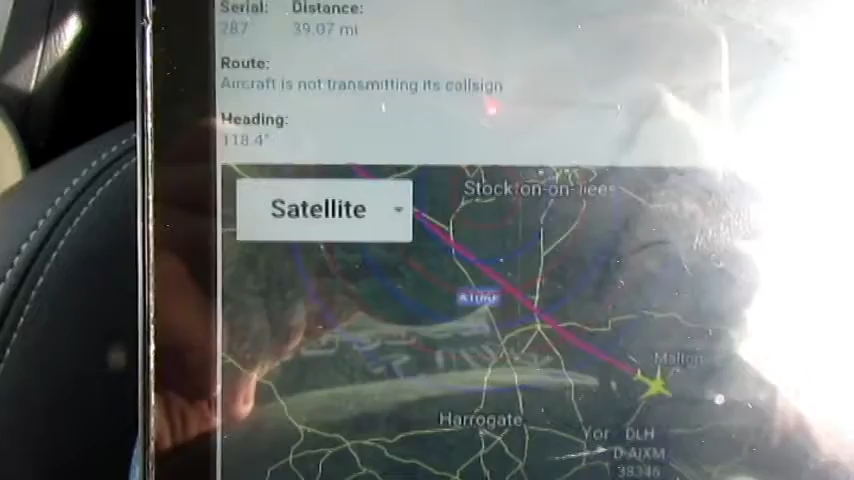 Serial: Distance:
287 39.07 mi
Route:
Aircraft is not transmitting its callsign
Heading:
118.4°
Satellite
Stockton-on-Tees
Malton
Harrogate
Yor DLH
D-AIXM
38346